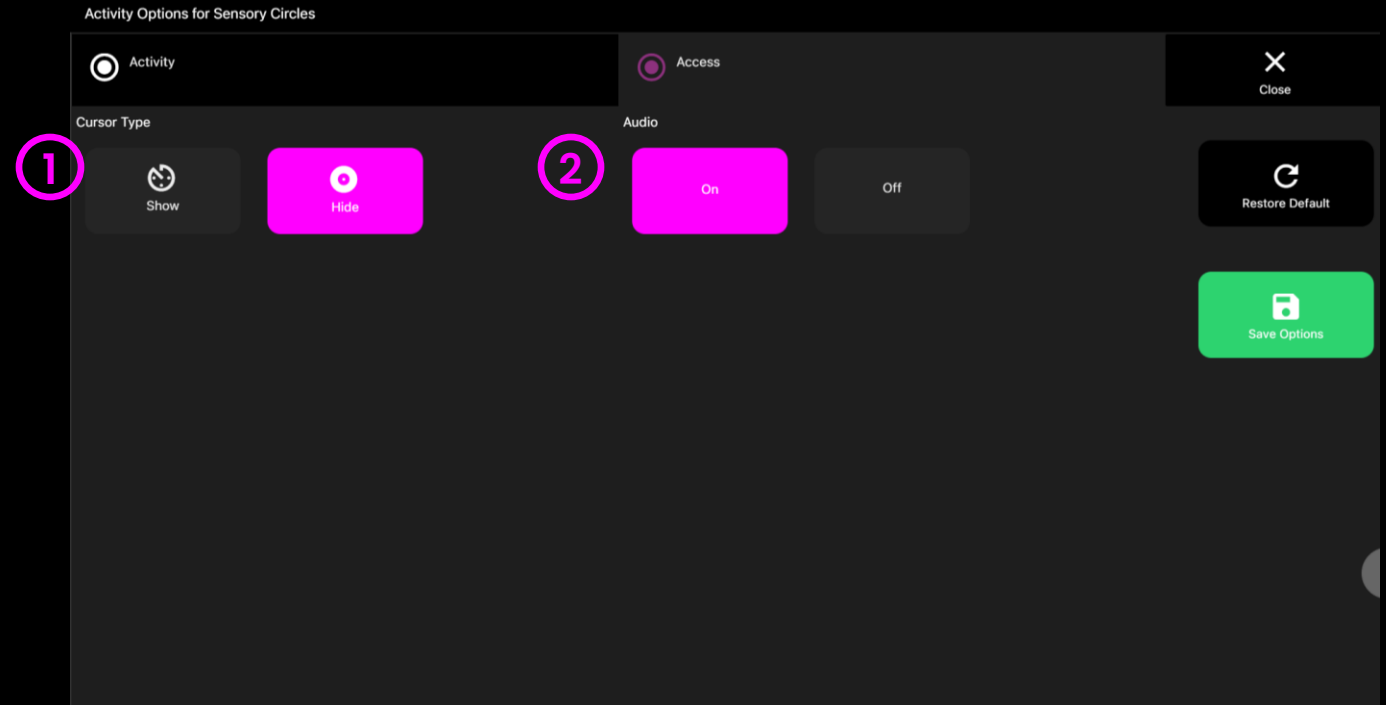 Activity Options for Sensory Circles
Activity
Access
Close
Cursor Type
Audio
1
Show
Hide
2
On
Off
Restore Default
Save Options